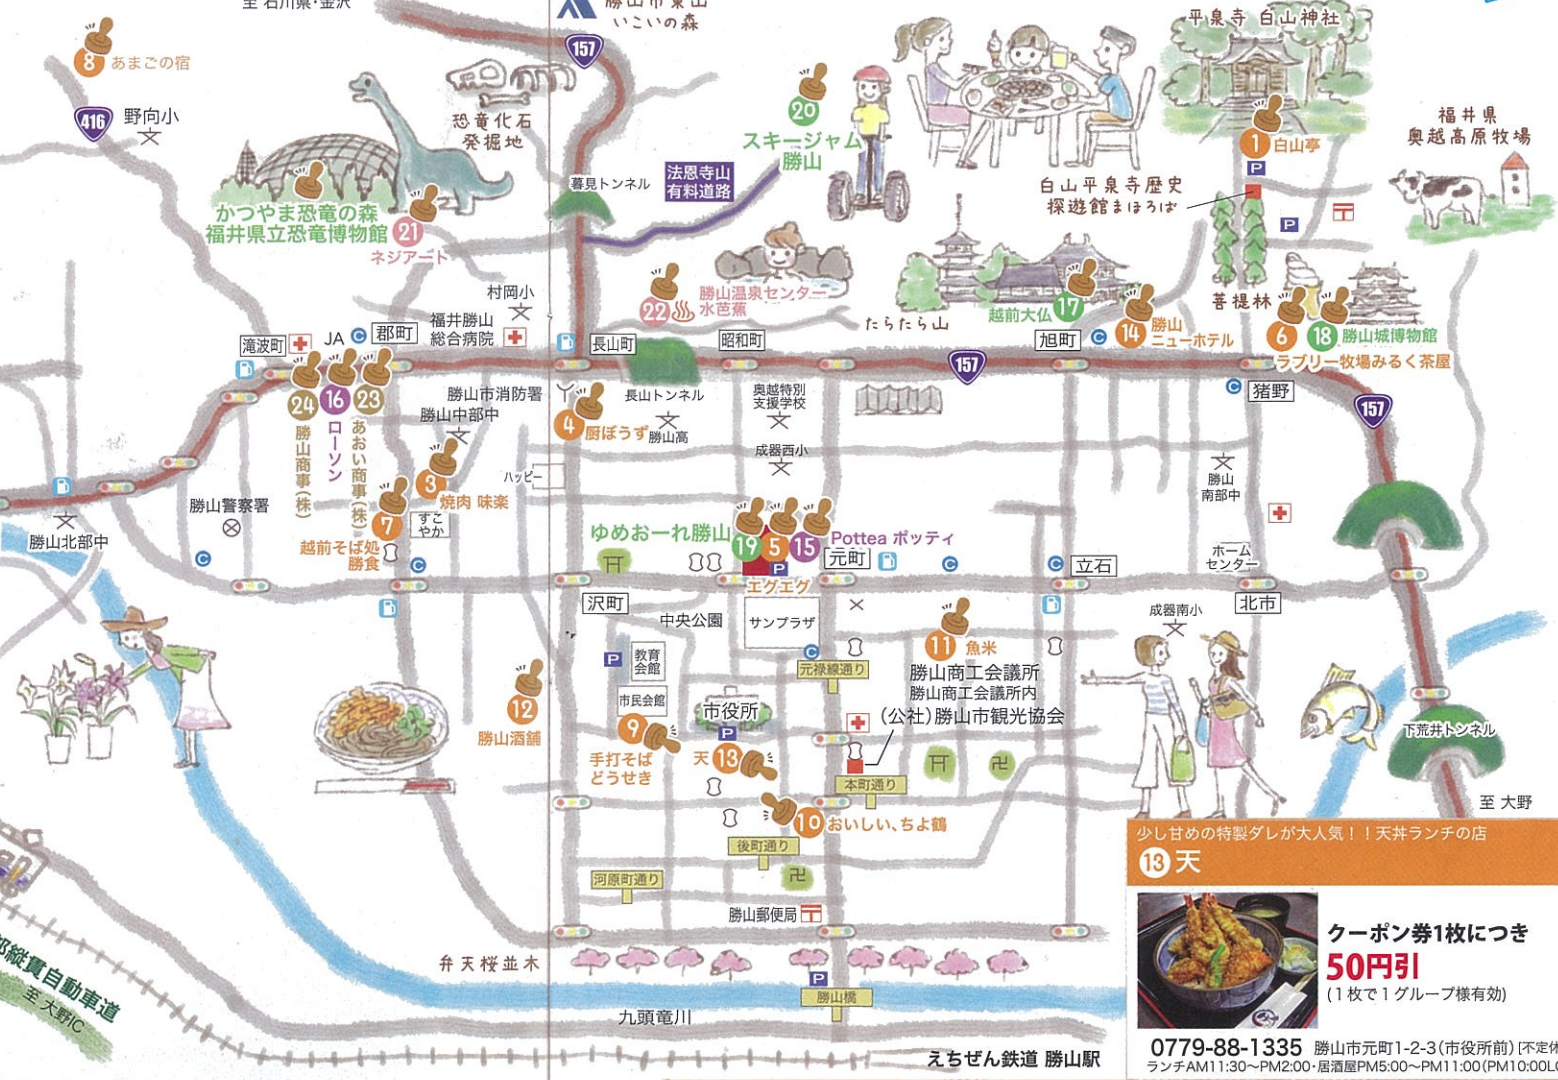 至 石川県・金沢
勝山市東山
いこいの森
157
平泉寺 白山神社
8 あまごの宿
416
野向小
恐竜化石
発掘地
20
スキージャム
勝山
法恩寺山
有料道路
暮見トンネル
1 白山亭
P
福井県
奥越高原牧場
白山平泉寺歴史
探遊館まほろば
P
かつやま恐竜の森
福井県立恐竜博物館
21
ネジアート
村岡小
22
勝山温泉センター
水芭蕉
たらたら山
越前大仏 17
14 勝山
ニューホテル
菩提林
6
18 勝山城博物館
ラブリー牧場みるく茶屋
滝波町
JA
C
郡町
福井勝山
総合病院
長山町
昭和町
旭町
C
157
24
16
23
勝山商事(株)
ローソン
あおい商事(株)
勝山市消防署
勝山中部中
4 厨ぼうず
長山トンネル
勝山高
奥越特別
支援学校
C
猪野
157
3
焼肉 味楽
ハッピー
成器西小
勝山
南部中
勝山警察署
7
すこ
やか
越前そば処
勝食
勝山北部中
C
C
ゆめおーれ勝山
19
5
15
Pottea ポッティ
P
エグエグ
元町
C
C
立石
ホーム
センター
沢町
中央公園
サンプラザ
北市
成器南小
11 魚米
P
教育
会館
C
元禄線通り
勝山商工会議所
勝山商工会議所内
(公社)勝山市観光協会
12
勝山酒舗
市民会館
市役所
P
9
手打そば
どうせき
天 13
下荒井トンネル
本町通り
至 大野
10 おいしい、ちよ鶴
後町通り
河原町通り
勝山郵便局
弁天桜並木
P
勝山橋
九頭竜川
部縦貫自動車道
至 大野IC
えちぜん鉄道 勝山駅
少し甘めの特製ダレが大人気！！天丼ランチの店
13 天
クーポン券1枚につき
50円引
(1枚で1グループ様有効)
0779-88-1335 勝山市元町1-2-3(市役所前) [不定休
ランチAM11:30〜PM2:00・居酒屋PM5:00〜PM11:00(PM10:00LO